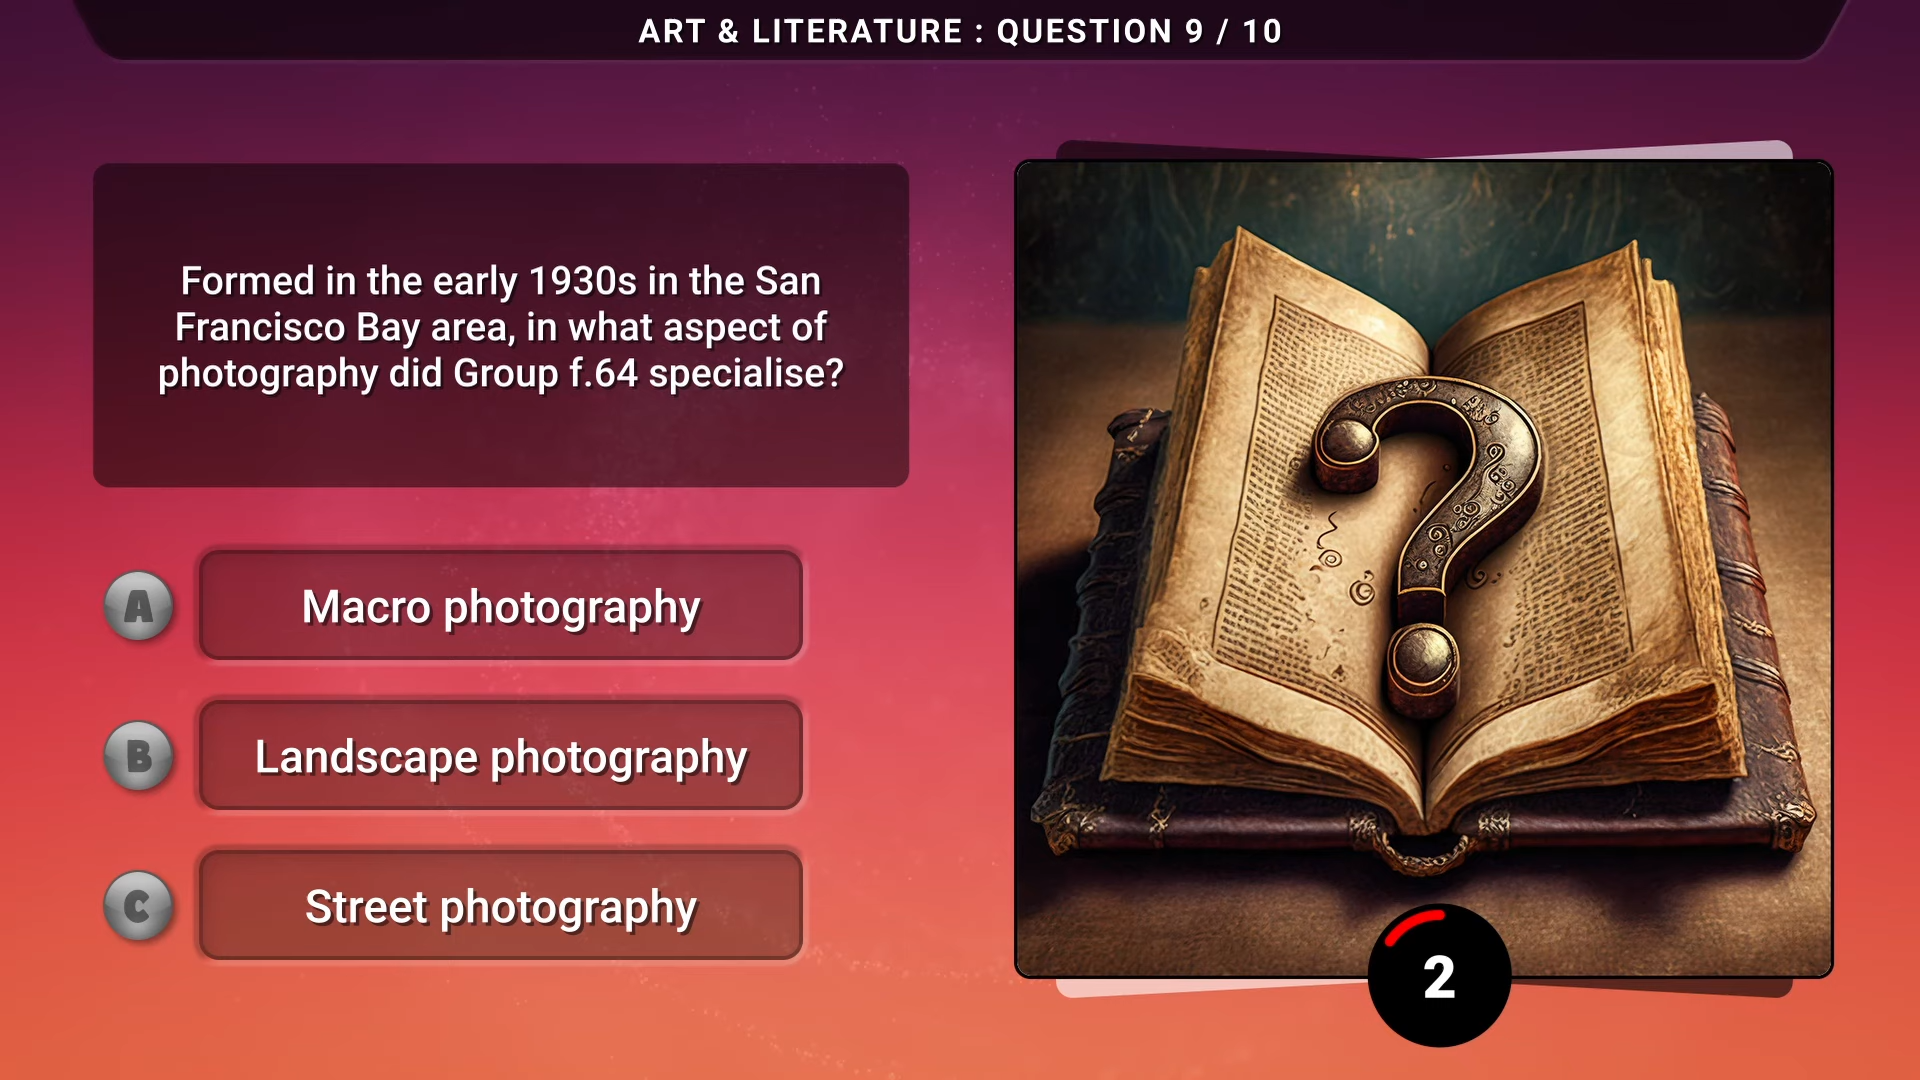 ART & LITERATURE : QUESTION 9 / 10
Formed in the early 1930s in the San
Francisco Bay area, in what aspect of
photography did Group f.64 specialise?
A
Macro photography
B
Landscape photography
C
Street photography
?
2